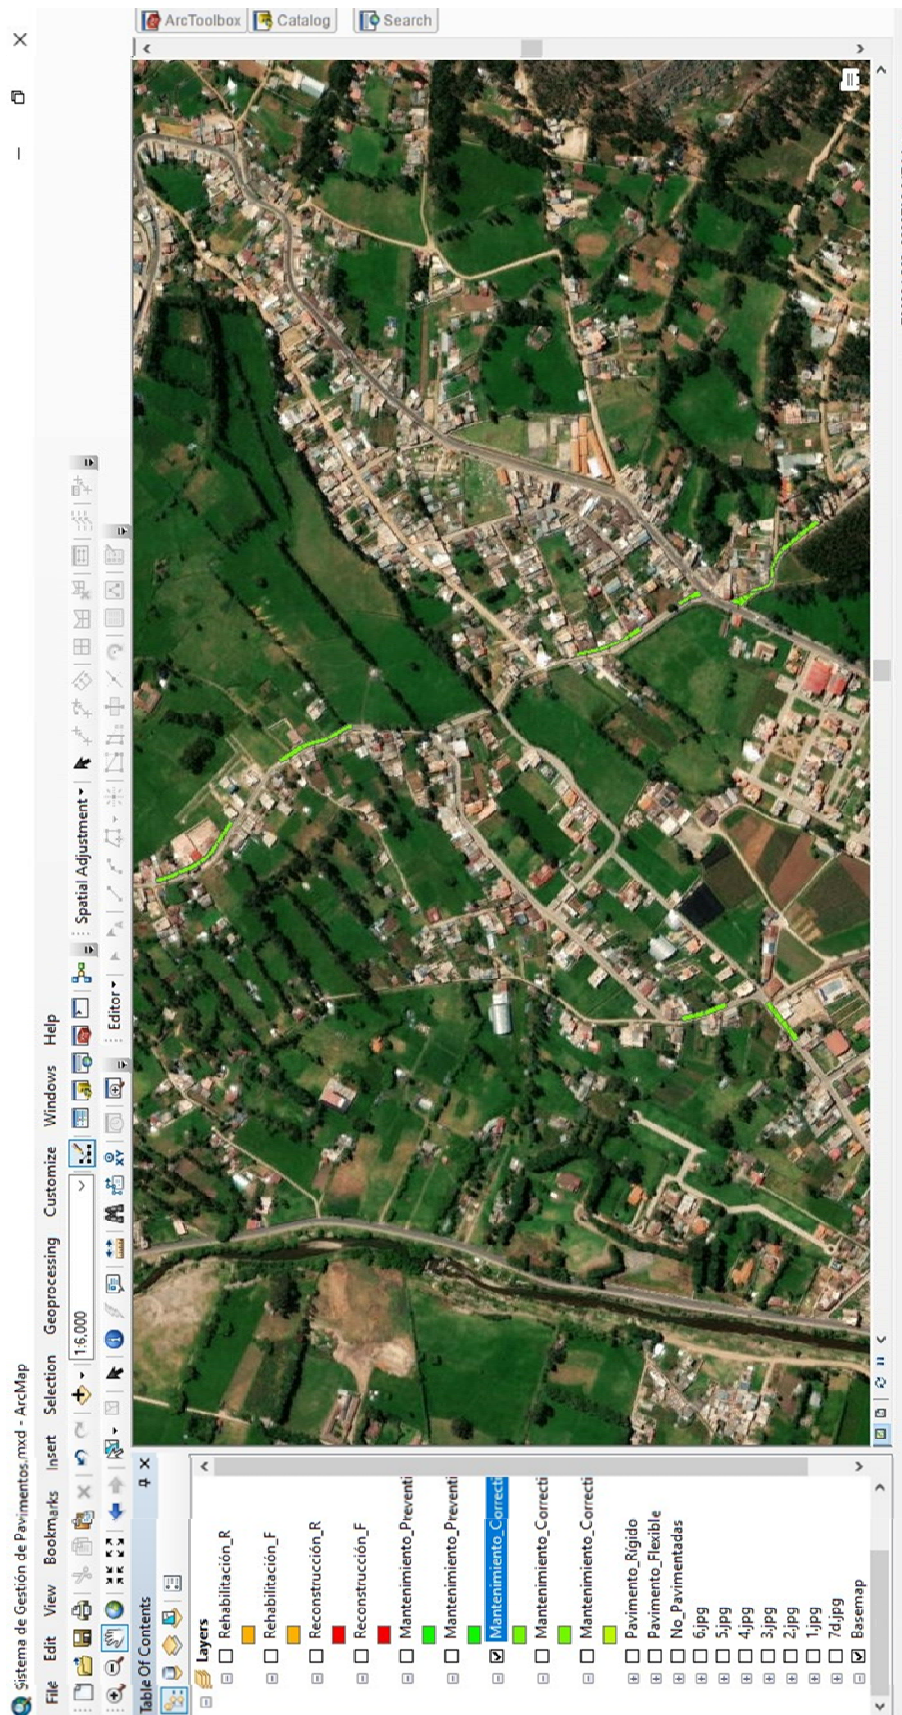 Sistema de Gestión de Pavimentos.mxd - ArcMap
File Edit View Bookmarks Insert Selection Geoprocessing Customize Windows Help
1:6,000
Spatial Adjustment
Editor
Table Of Contents
Layers
Rehabilitación_R
Rehabilitación_F
Reconstrucción_R
Reconstrucción_F
Mantenimiento_Preventi
Mantenimiento_Preventi
Mantenimiento_Correcti
Mantenimiento_Correcti
Mantenimiento_Correcti
Pavimento_Rígido
Pavimento_Flexible
No_Pavimentadas
6.jpg
5.jpg
4.jpg
3.jpg
2.jpg
1.jpg
7d.jpg
Basemap
ArcToolbox
Catalog
Search